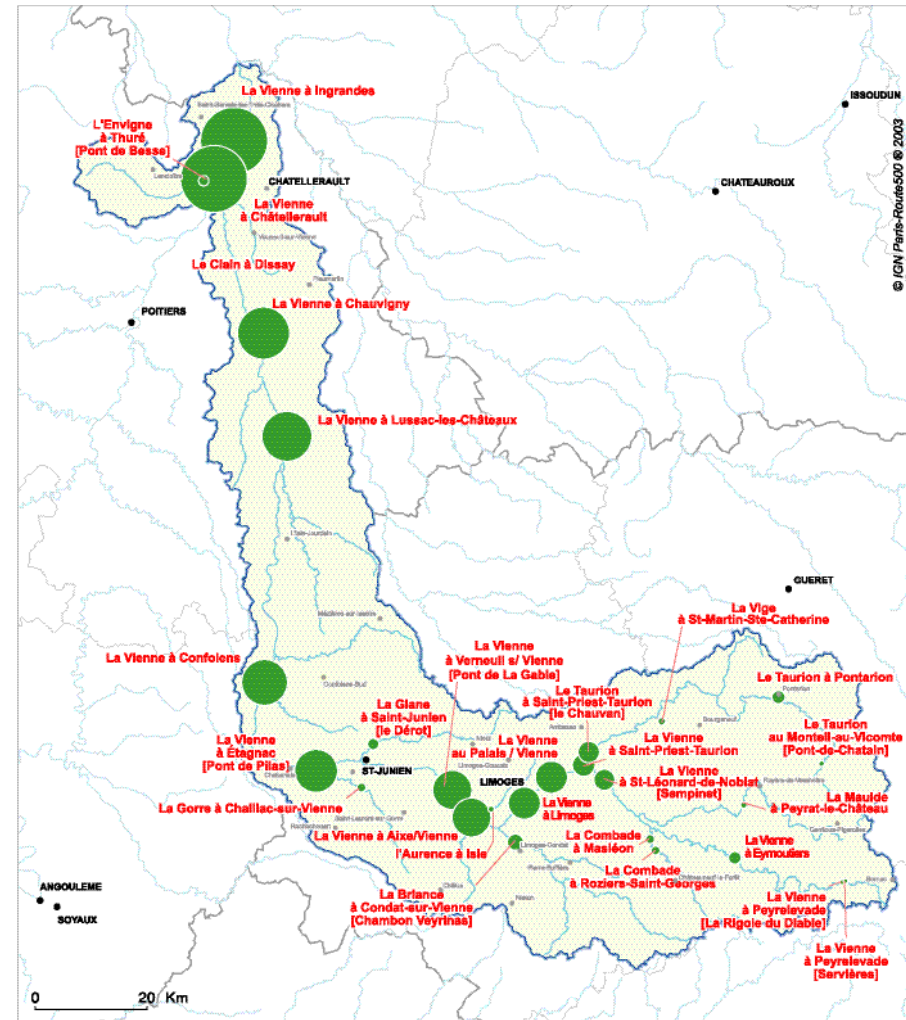 La Vienne à Ingrandes
L'Envigne
à Thuré
[Pont de Besse]
Lencloître
CHATELLERAULT
La Vienne
à Châtellerault
Le Clain à Dissay
ISSOUDUN
CHATEAUROUX
© IGN Paris-Route500 ® 2003
La Vienne à Chauvigny
POITIERS
La Vienne à Lussac-les-Châteaux
GUERET
La Vige
à St-Martin-Ste-Catherine
La Vienne à Confolens
La Vienne
à Verneuil s/ Vienne
[Pont de La Gabie]
Le Taurion
à Saint-Priest-Taurion
[le Chauvan]
Le Taurion à Pontarion
Pontarion
Bourganeuf
La Glane
à Saint-Junien
[le Dérot]
La Vienne
au Palais / Vienne
La Vienne
à Saint-Priest-Taurion
Le Taurion
au Monteil-au-Vicomte
[Pont-de-Chatain]
La Vienne
à Étagnac
[Pont de Pilas]
ST-JUNIEN
LIMOGES
La Vienne
à St-Léonard-de-Noblat
[Sempinet]
La Gorre à Chaillac-sur-Vienne
La Vienne
à Limoges
La Maulde
à Peyrat-le-Château
La Vienne à Aixe/Vienne
l'Aurence à Isle
La Combade
à Masléon
La Vienne
à Eymoutiers
La Combade
à Roziers-Saint-Georges
La Briance
à Condat-sur-Vienne
[Chambon Veyrinas]
La Vienne
à Peyrelevade
[La Rigole du Diable]
La Vienne
à Peyrelevade
[Servières]
ANGOULEME
SOYAUX
0 20 Km